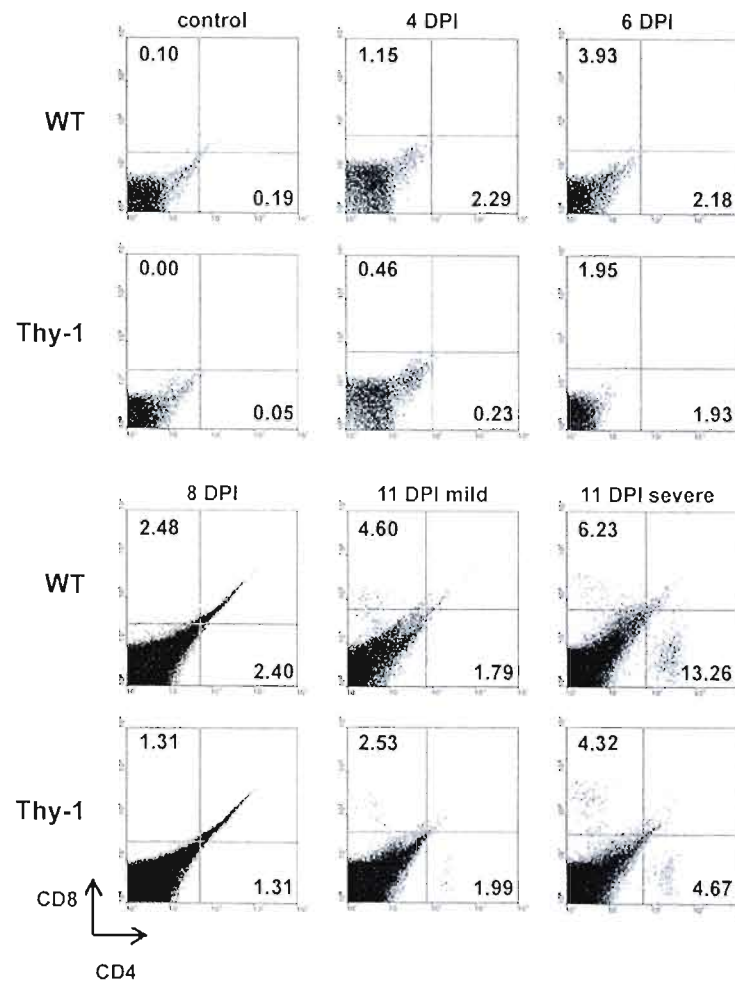 control 4 DPI 6 DPI
WT
0.10 1.15 3.93
0.19 2.29 2.18
Thy-1
0.00 0.46 1.95
0.05 0.23 1.93
8 DPI 11 DPI mild 11 DPI severe
WT
2.48 4.60 6.23
2.40 1.79 13.26
Thy-1
1.31 2.53 4.32
1.31 1.99 4.67
CD8
CD4